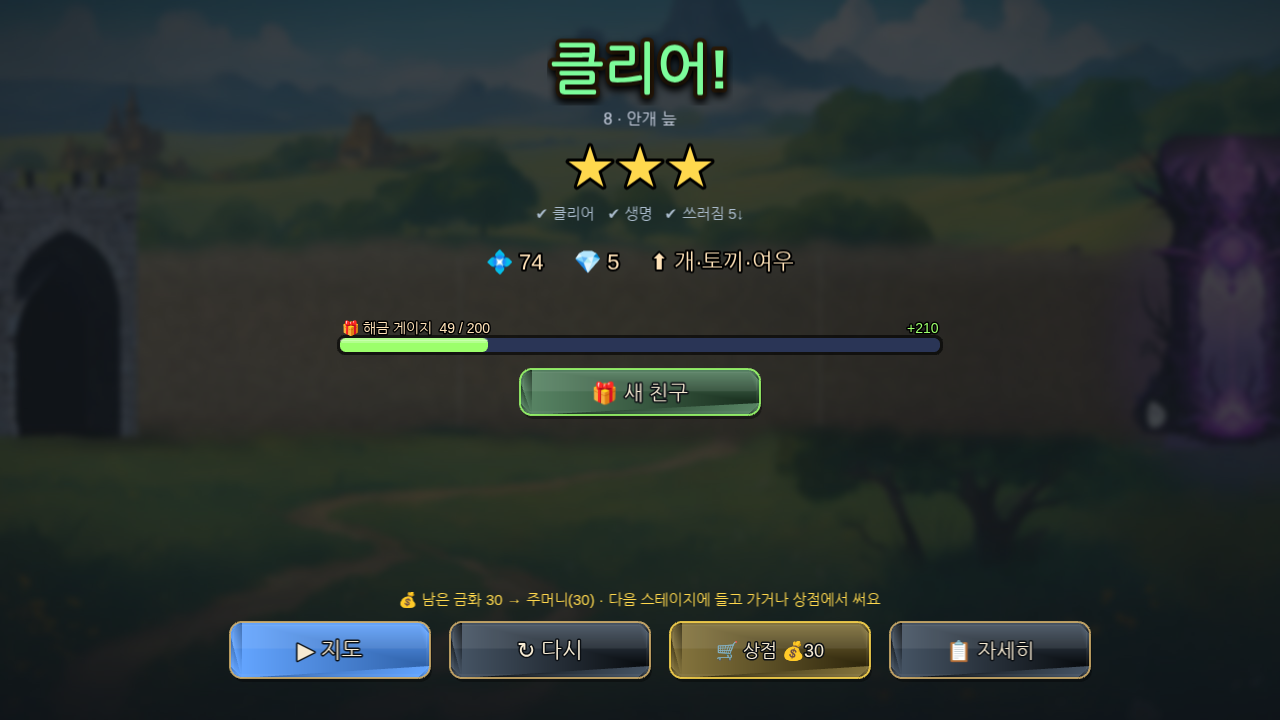 클리어!
8 · 안개 늪
✔ 클리어 ✔ 생명 ✔ 쓰러짐 5↓
💠 74 💎 5 ⬆ 개·토끼·여우
🎁 해금 게이지 49 / 200 +210
🎁 새 친구
💰 남은 금화 30 → 주머니(30) · 다음 스테이지에 들고 가거나 상점에서 써요
▶ 지도 ↻ 다시 🛒 상점 💰30 📋 자세히